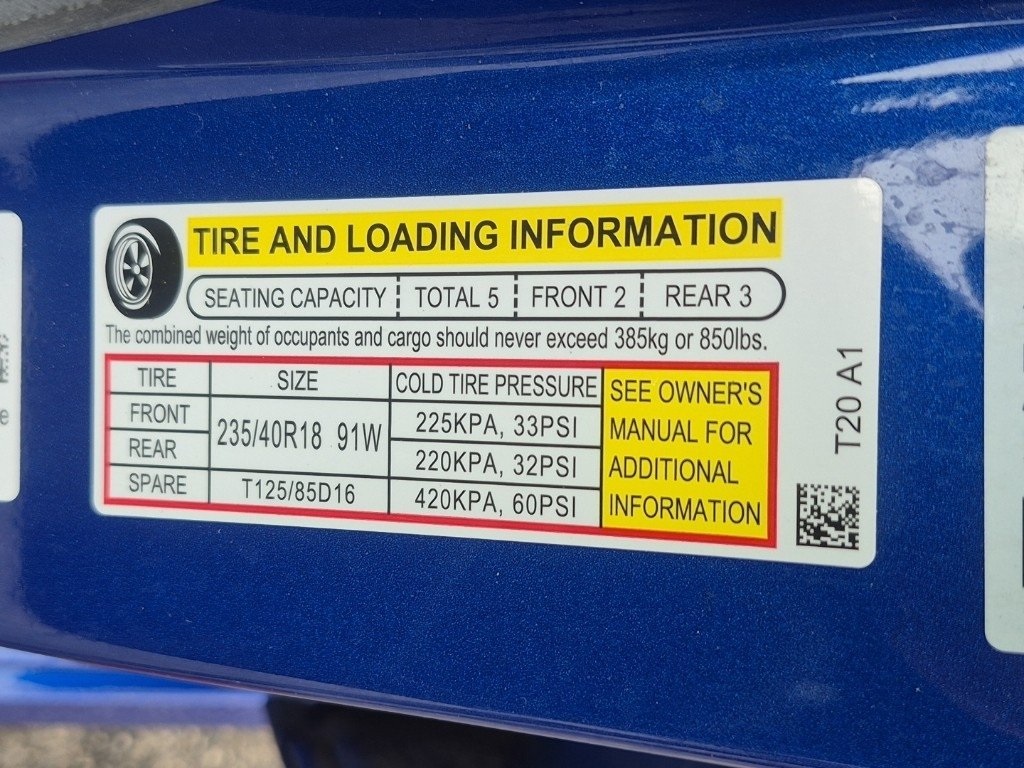 TIRE AND LOADING INFORMATION
SEATING CAPACITY TOTAL 5 FRONT 2 REAR 3
The combined weight of occupants and cargo should never exceed 385kg or 850lbs.
TIRE SIZE COLD TIRE PRESSURE
FRONT 235/40R18 91W 225KPA, 33PSI
REAR 220KPA, 32PSI
SPARE T125/85D16 420KPA, 60PSI
SEE OWNER'S
MANUAL FOR
ADDITIONAL
INFORMATION
T20 A1
e